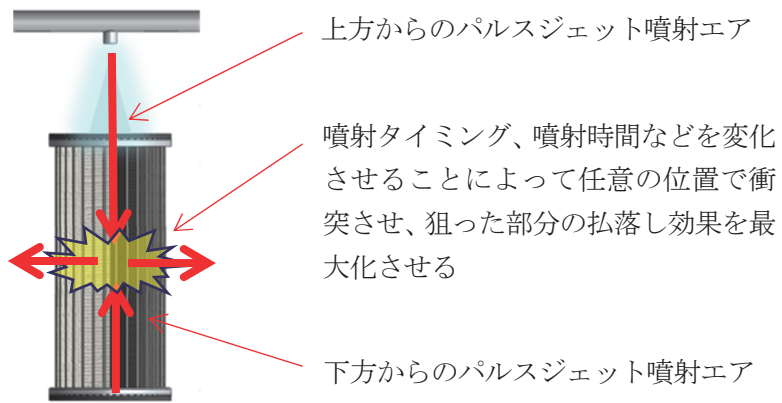 上方からのパルスジェット噴射エア
噴射タイミング、噴射時間などを変化
させることによって任意の位置で衝
突させ、狙った部分の払落し効果を最
大化させる
下方からのパルスジェット噴射エア